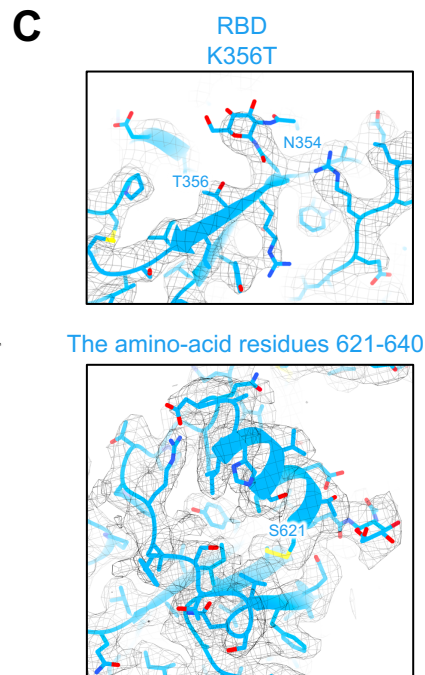 C
RBD
K356T
N354
T356
The amino-acid residues 621-640
S621